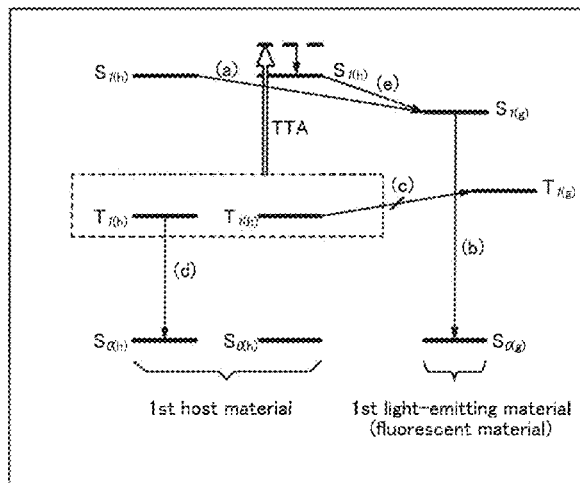 (a)
S1(h)
S1(h)
(e)
S1(g)
TTA
(c)
T1(g)
T1(h)
T1(h)
(b)
(d)
S0(h)
S0(h)
S0(g)
1st host material
1st light-emitting material
(fluorescent material)